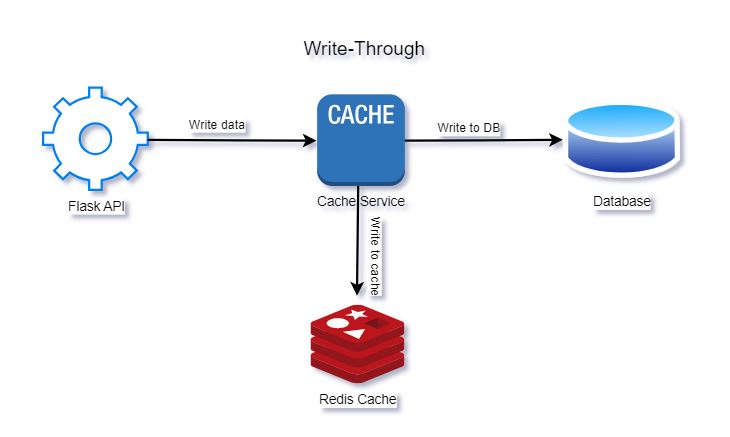 Write-Through
CACHE
Write data
Write to DB
Flask API
Cache Service
Database
Write to cache
Redis Cache